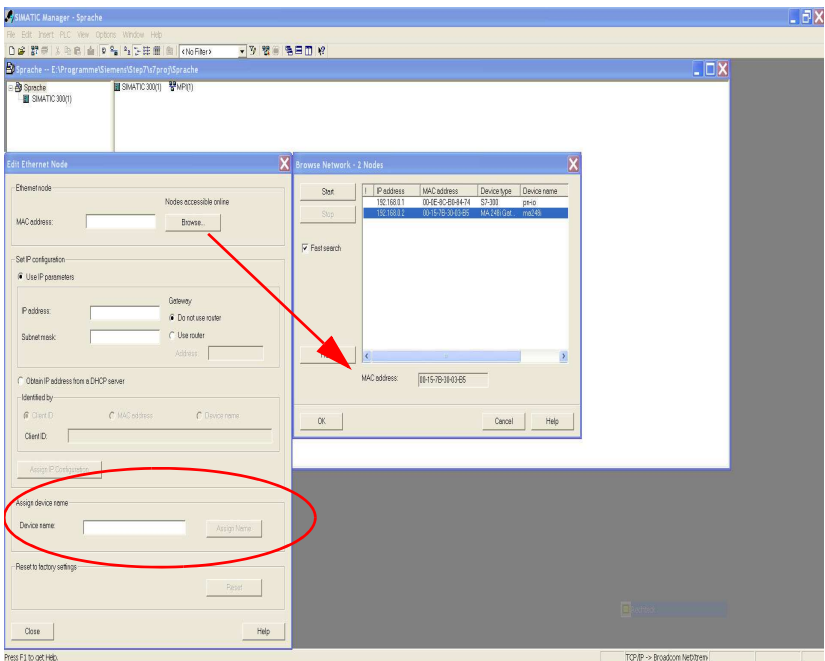 SIMATIC Manager - Sprache
File Edit Insert PLC View Options Window Help
< No Filter >
Sprache -- E:\Programme\Siemens\Step7\s7proj\Sprache
Sprache
SIMATIC 300(1)
SIMATIC 300(1) MPI(1)
Edit Ethernet Node
Ethernet node
Nodes accessible online
MAC address:
Browse..
Set IP configuration
Use IP parameters
IP address:
Subnet mask:
Gateway
Do not use router
Use router
Address:
Obtain IP address from a DHCP server
Identified by
Client ID MAC address Device name
Client ID:
Assign IP Configuration
Assign device name
Device name:
Assign Name
Reset to factory settings
Reset
Close Help
Browse Network - 2 Nodes
Start
Stop
Fast search
! IP address MAC address Device type Device name
192.168.0.1 00-0E-8C-B0-84-74 S7-300 pn-io
192.168.0.2 00-15-7B-30-03-B5 MA 248i Gat... ma248i
MAC address: 00-15-7B-30-03-B5
OK Cancel Help
Press F1 to get Help.
TCP/IP -> Broadcom NetXtrem